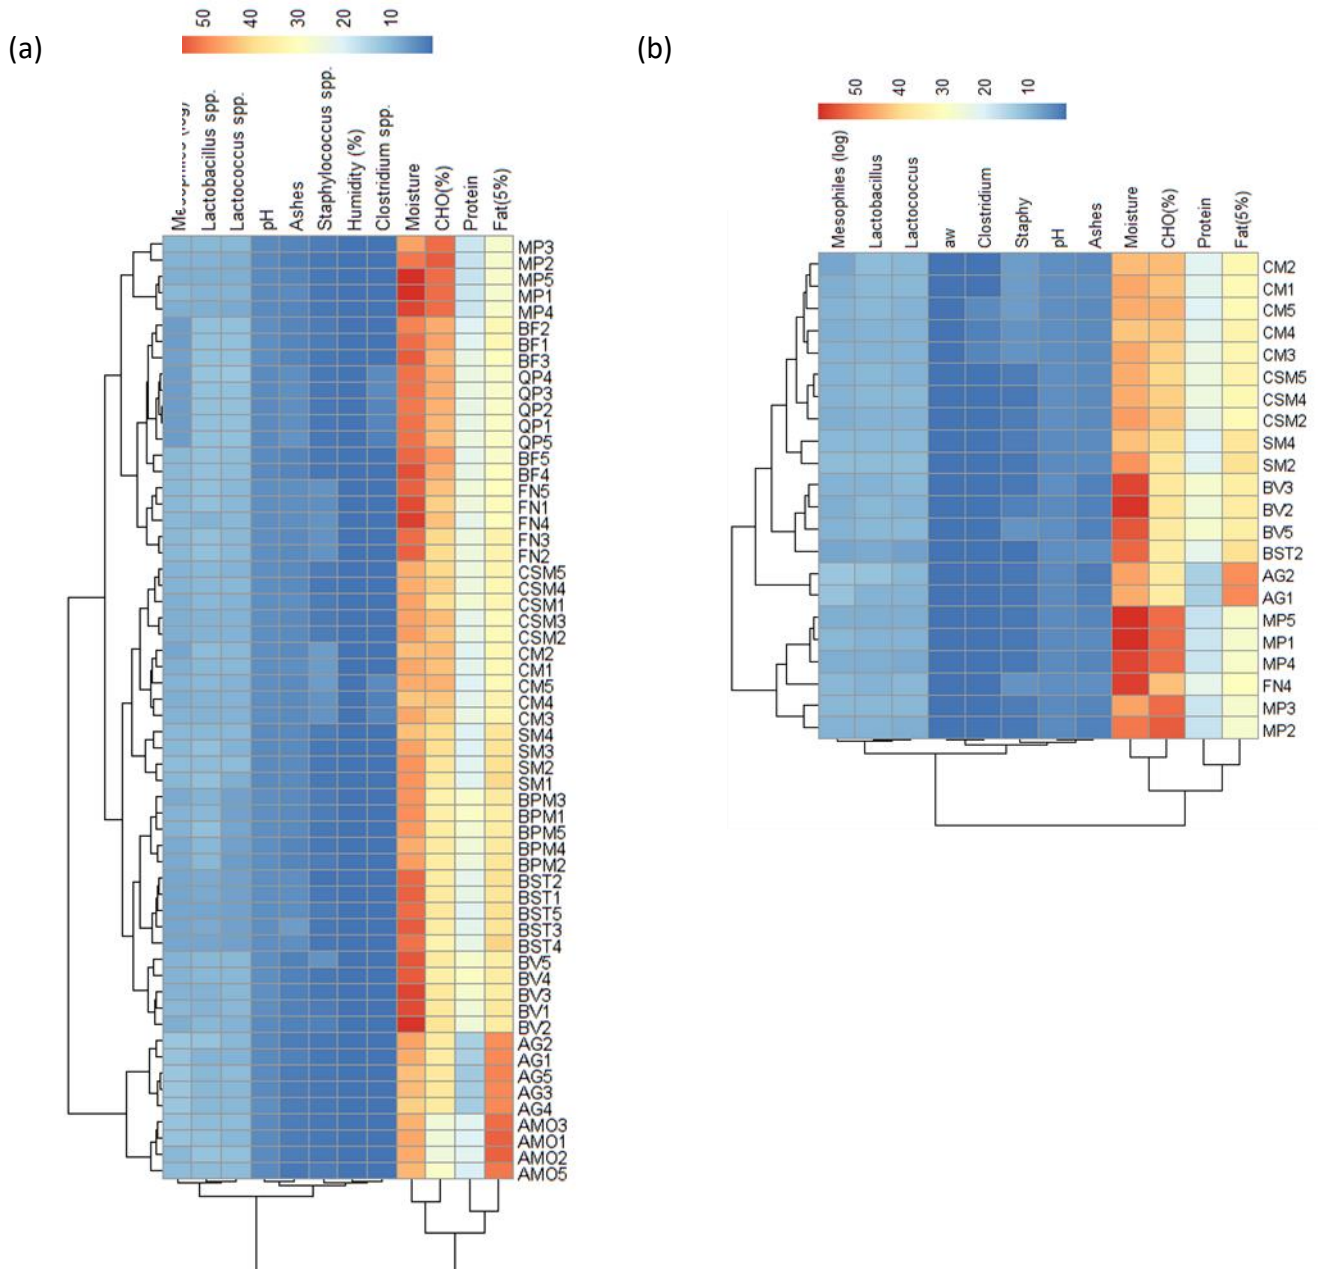 (a)
50 40 30 20 10
Lactobacillus spp.
Lactococcus spp.
pH
Ashes
Staphylococcus spp.
Humidity (%)
Clostridium spp.
Moisture
CHO(%)
Protein
Fat(5%)
MP3
MP2
MP5
MP1
MP4
BF2
BF1
BF3
QP4
QP3
QP2
QP1
QP5
BF5
BF4
FN5
FN1
FN4
FN3
FN2
CSM5
CSM4
CSM1
CSM3
CSM2
CM2
CM1
CM5
CM4
CM3
SM4
SM3
SM2
SM1
BPM3
BPM1
BPM5
BPM4
BPM2
BST2
BST1
BST5
BST3
BST4
BV5
BV4
BV3
BV1
BV2
AG2
AG1
AG5
AG3
AG4
AMO3
AMO1
AMO2
AMO5
(b)
50 40 30 20 10
Mesophiles (log)
Lactobacillus
Lactococcus
aw
Clostridium
Staphy
pH
Ashes
Moisture
CHO(%)
Protein
Fat(5%)
CM2
CM1
CM5
CM4
CM3
CSM5
CSM4
CSM2
SM4
SM2
BV3
BV2
BV5
BST2
AG2
AG1
MP5
MP1
MP4
FN4
MP3
MP2